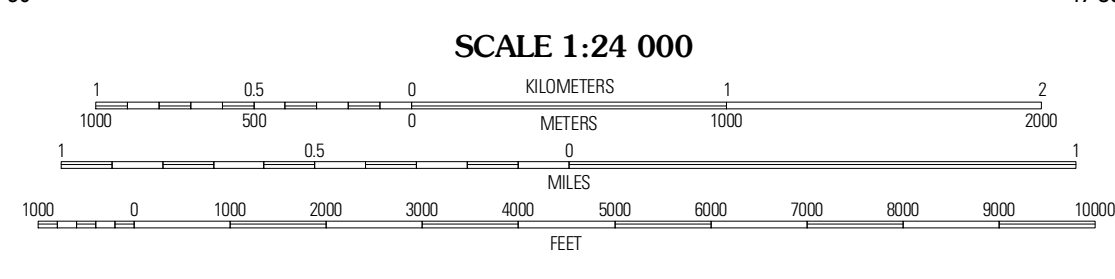 SCALE 1:24 000
1 0.5 0 KILOMETERS 1 2
1000 500 0 METERS 1000 2000
1 0.5 0 1
MILES
1000 0 1000 2000 3000 4000 5000 6000 7000 8000 9000 10000
FEET